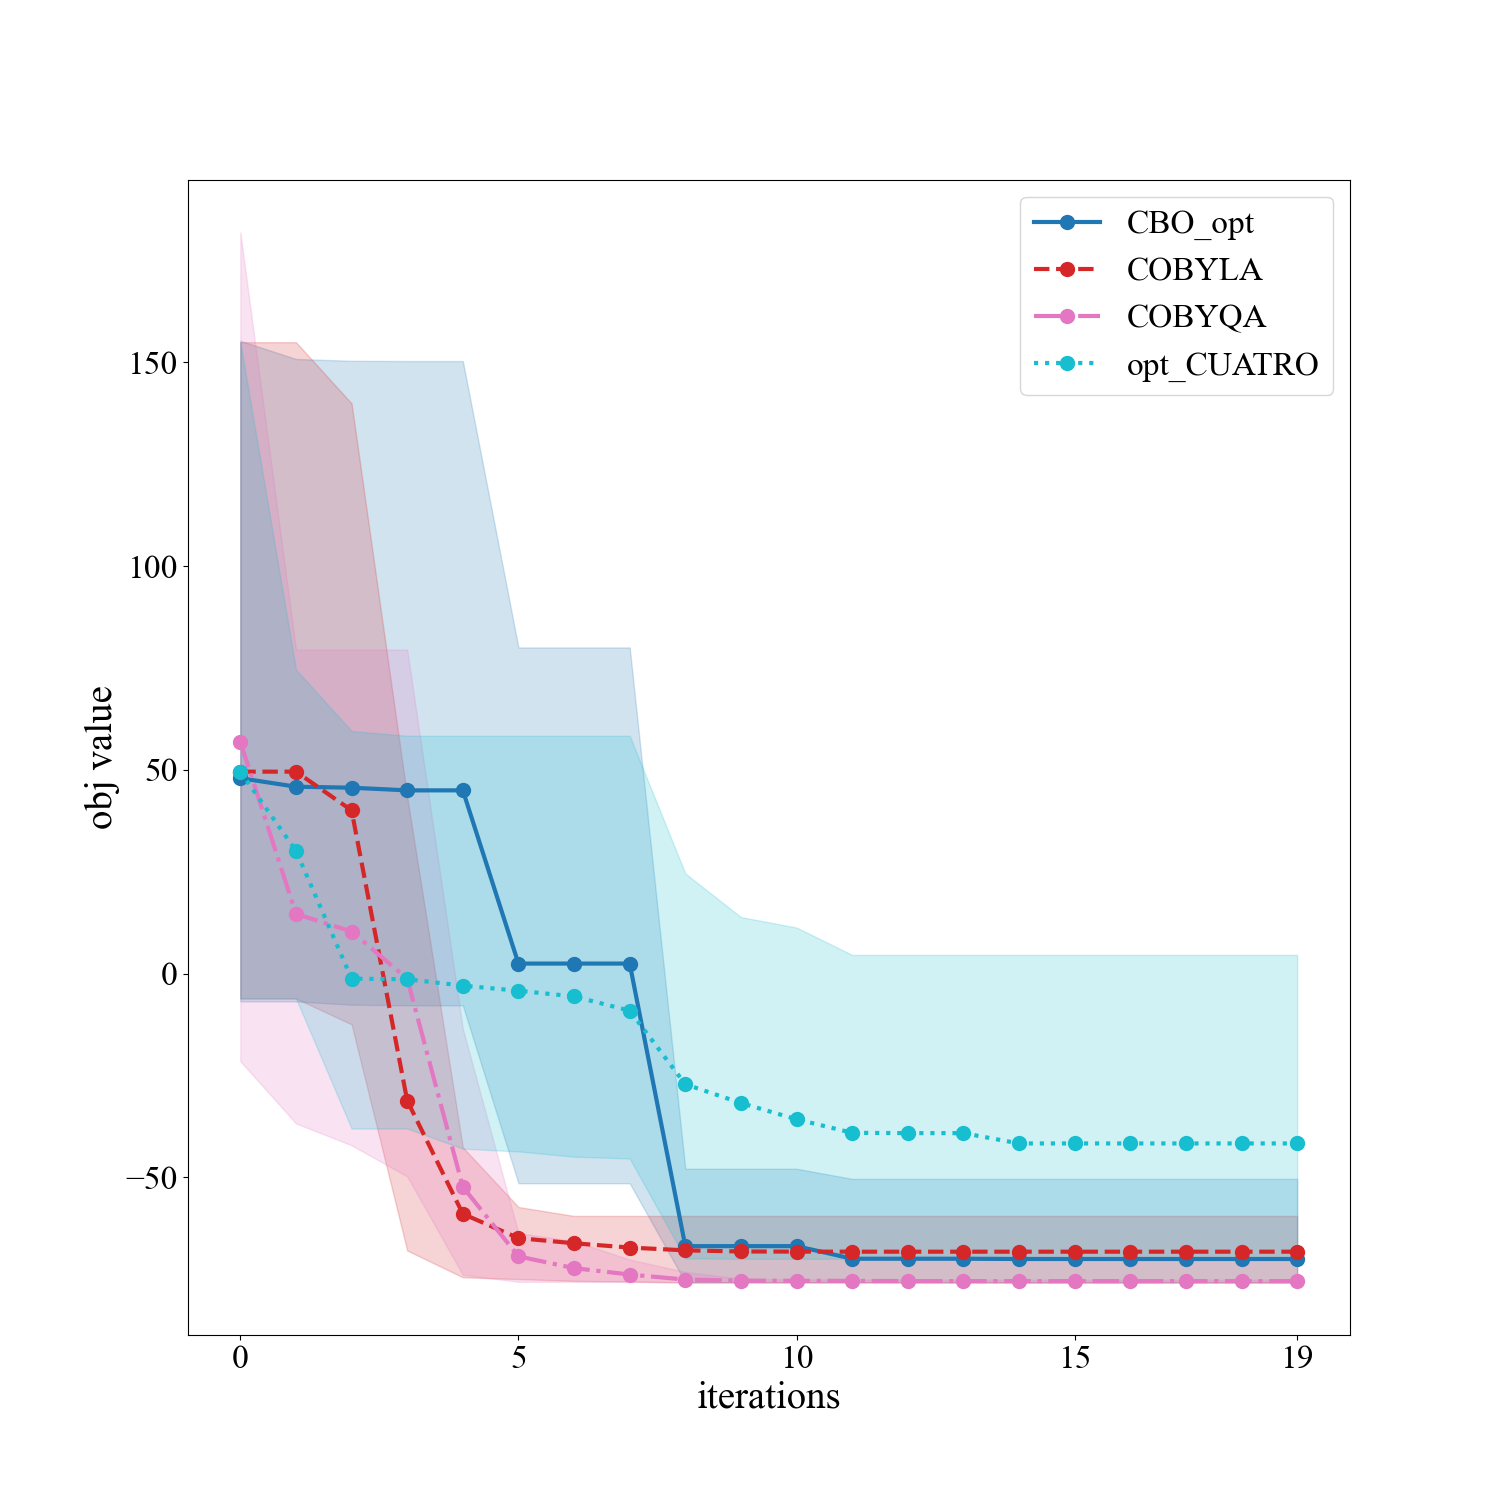 CBO_opt
COBYLA
COBYQA
opt_CUATRO
150
100
50
0
−50
obj value
0 5 10 15 19
iterations